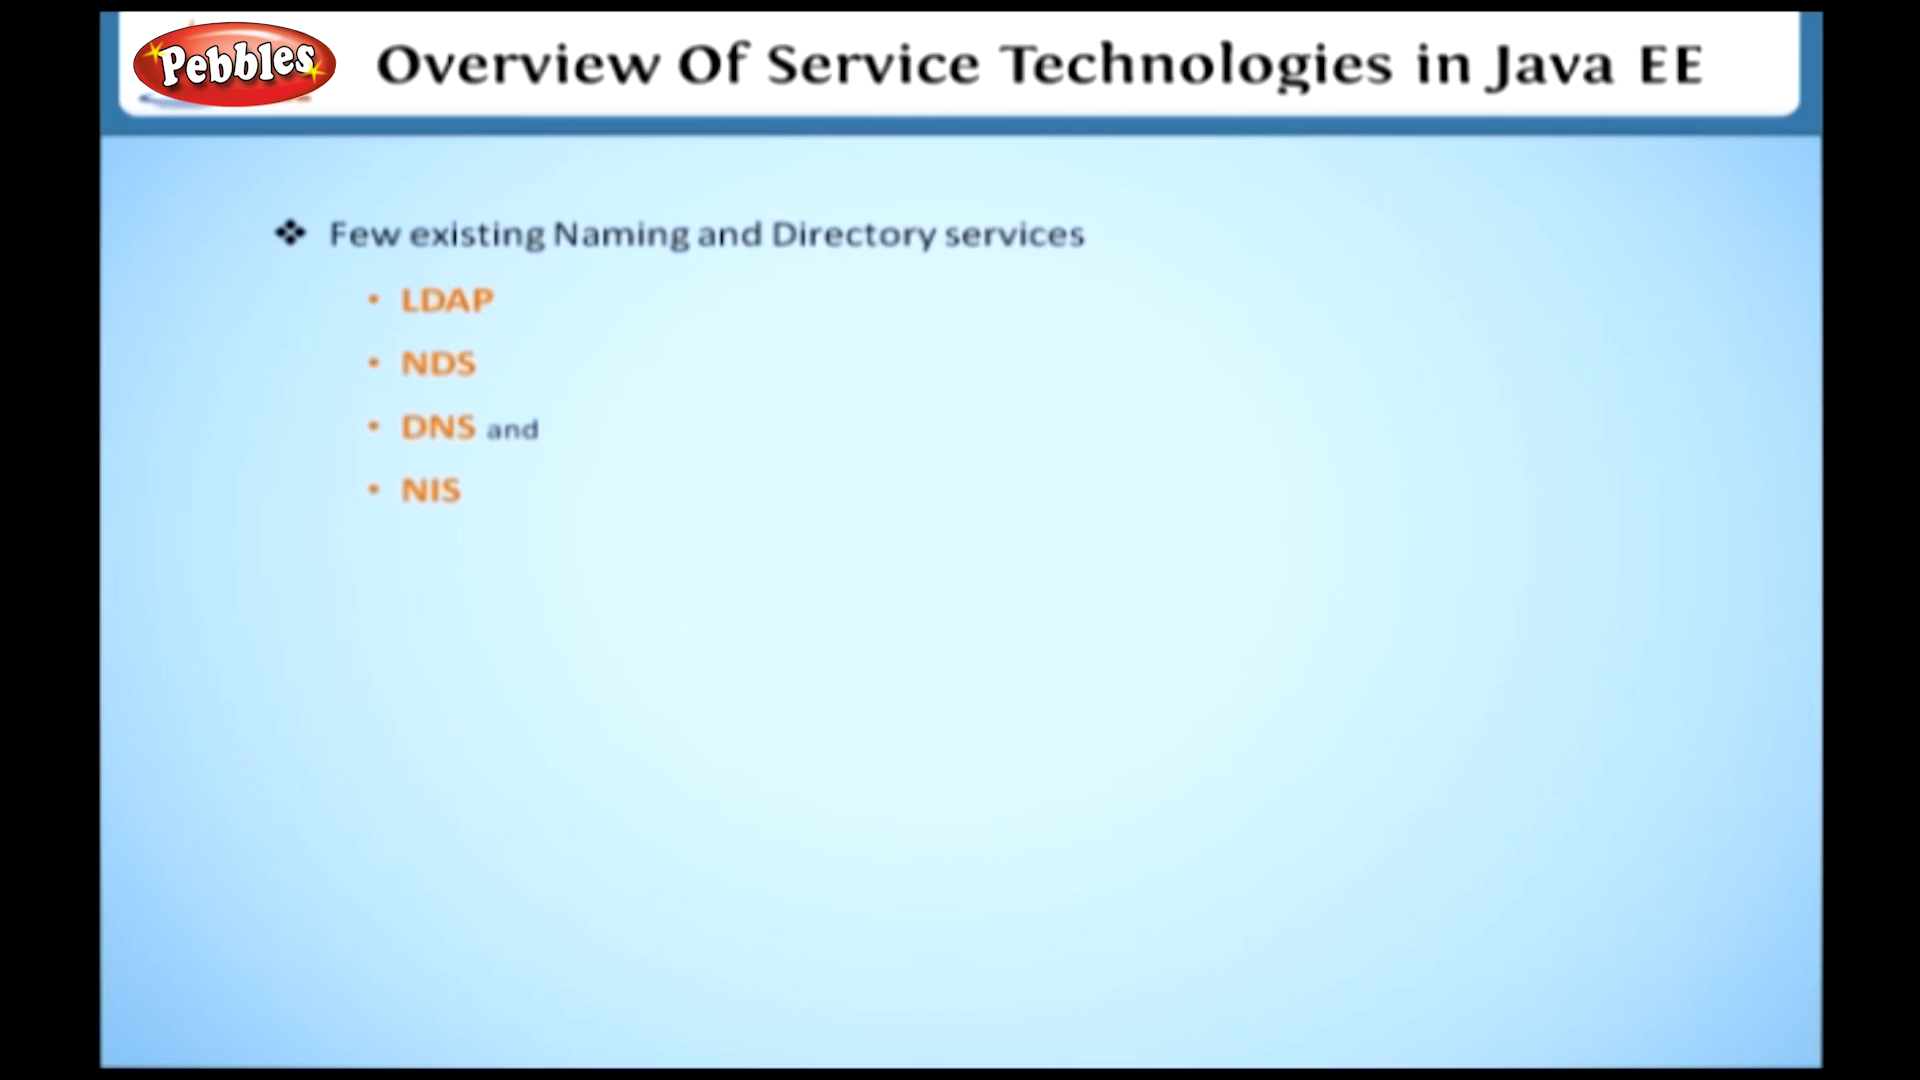 Pebbles
Overview Of Service Technologies in Java EE
❖ Few existing Naming and Directory services
• LDAP
• NDS
• DNS and
• NIS